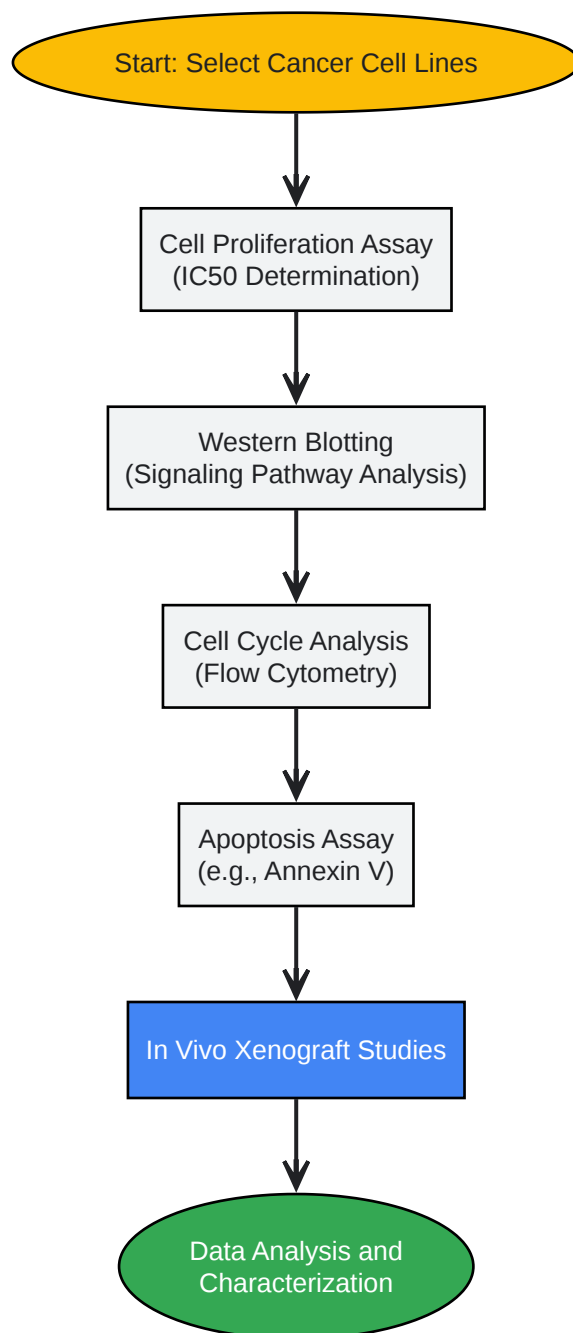 Start: Select Cancer Cell Lines
Cell Proliferation Assay
(IC50 Determination)
Western Blotting
(Signaling Pathway Analysis)
Cell Cycle Analysis
(Flow Cytometry)
Apoptosis Assay
(e.g., Annexin V)
In Vivo Xenograft Studies
Data Analysis and
Characterization